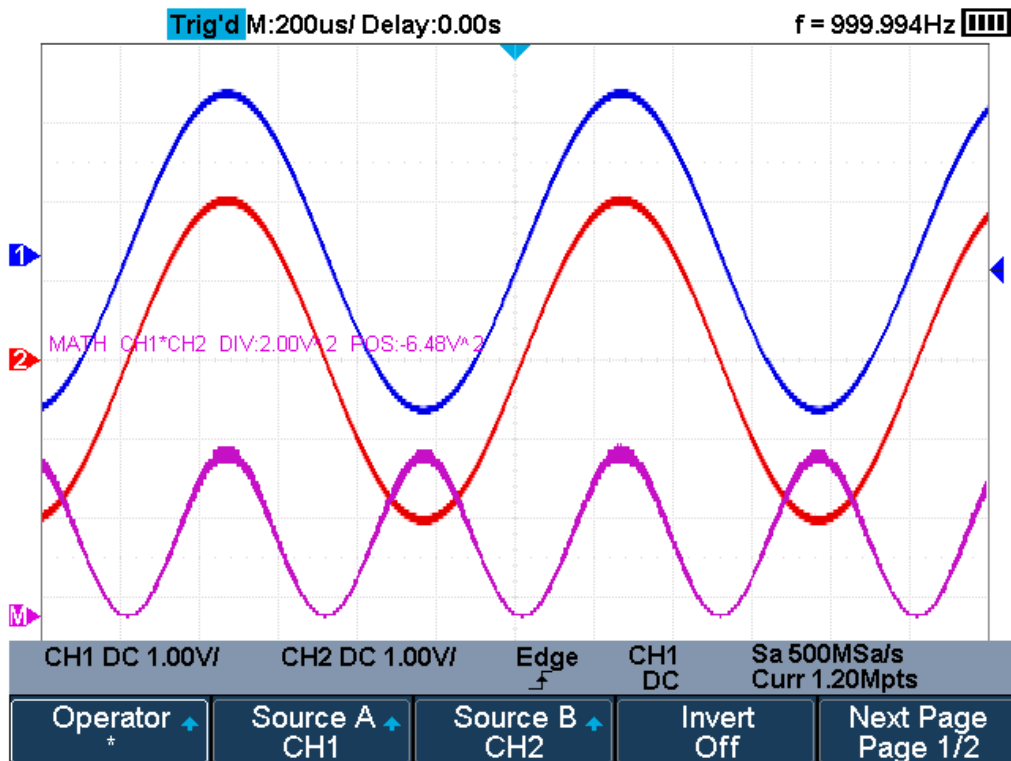 Trig'd M:200us/ Delay:0.00s f = 999.994Hz
1
MATH CH1*CH2 DIV:2.00V^2 POS:-6.48V^2
2
M
CH1 DC 1.00V/ CH2 DC 1.00V/ Edge CH1 Sa 500MSa/s
DC Curr 1.20Mpts
Operator Source A Source B Invert Next Page
* CH1 CH2 Off Page 1/2